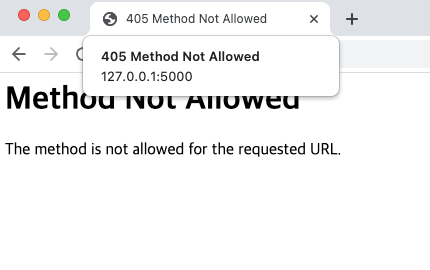 405 Method Not Allowed
405 Method Not Allowed
127.0.0.1:5000
Method Not Allowed
The method is not allowed for the requested URL.